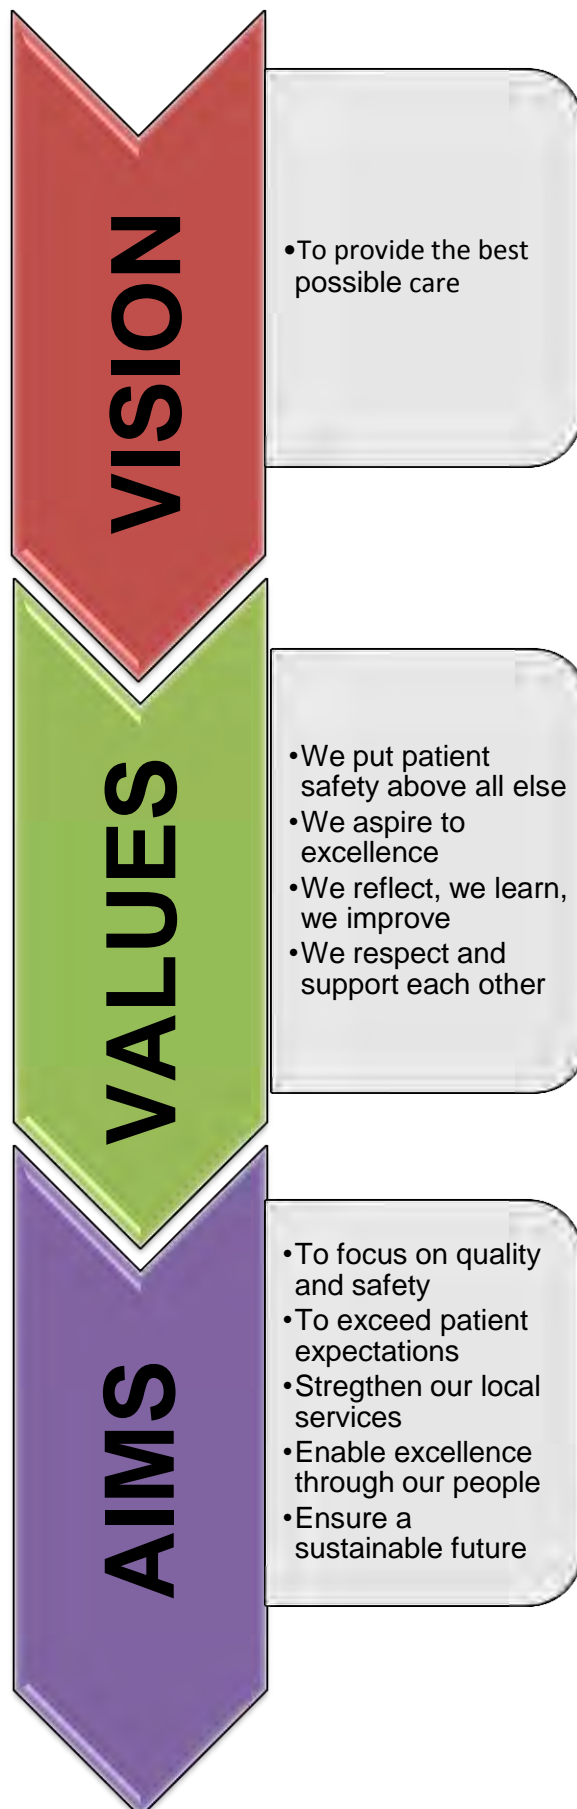 VISION
•To provide the best
possible care
VALUES
•We put patient
safety above all else
•We aspire to
excellence
•We reflect, we learn,
we improve
•We respect and
support each other
AIMS
•To focus on quality
and safety
•To exceed patient
expectations
•Stregthen our local
services
•Enable excellence
through our people
•Ensure a
sustainable future